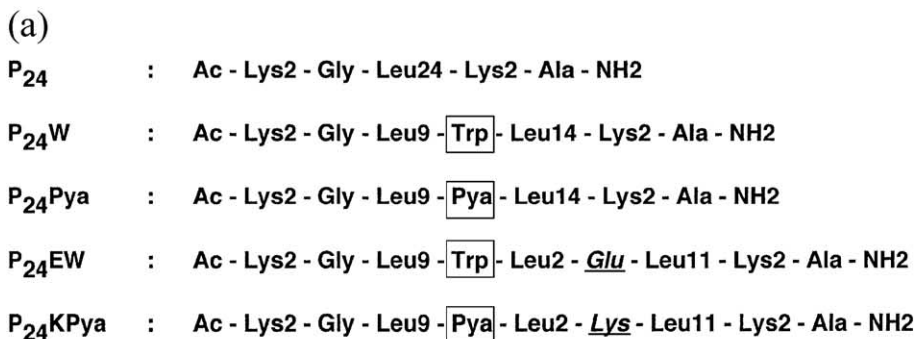 (a)
P24 : Ac - Lys2 - Gly - Leu24 - Lys2 - Ala - NH2
P24W : Ac - Lys2 - Gly - Leu9 - Trp - Leu14 - Lys2 - Ala - NH2
P24Pya : Ac - Lys2 - Gly - Leu9 - Pya - Leu14 - Lys2 - Ala - NH2
P24EW : Ac - Lys2 - Gly - Leu9 - Trp - Leu2 - Glu - Leu11 - Lys2 - Ala - NH2
P24KPya : Ac - Lys2 - Gly - Leu9 - Pya - Leu2 - Lys - Leu11 - Lys2 - Ala - NH2